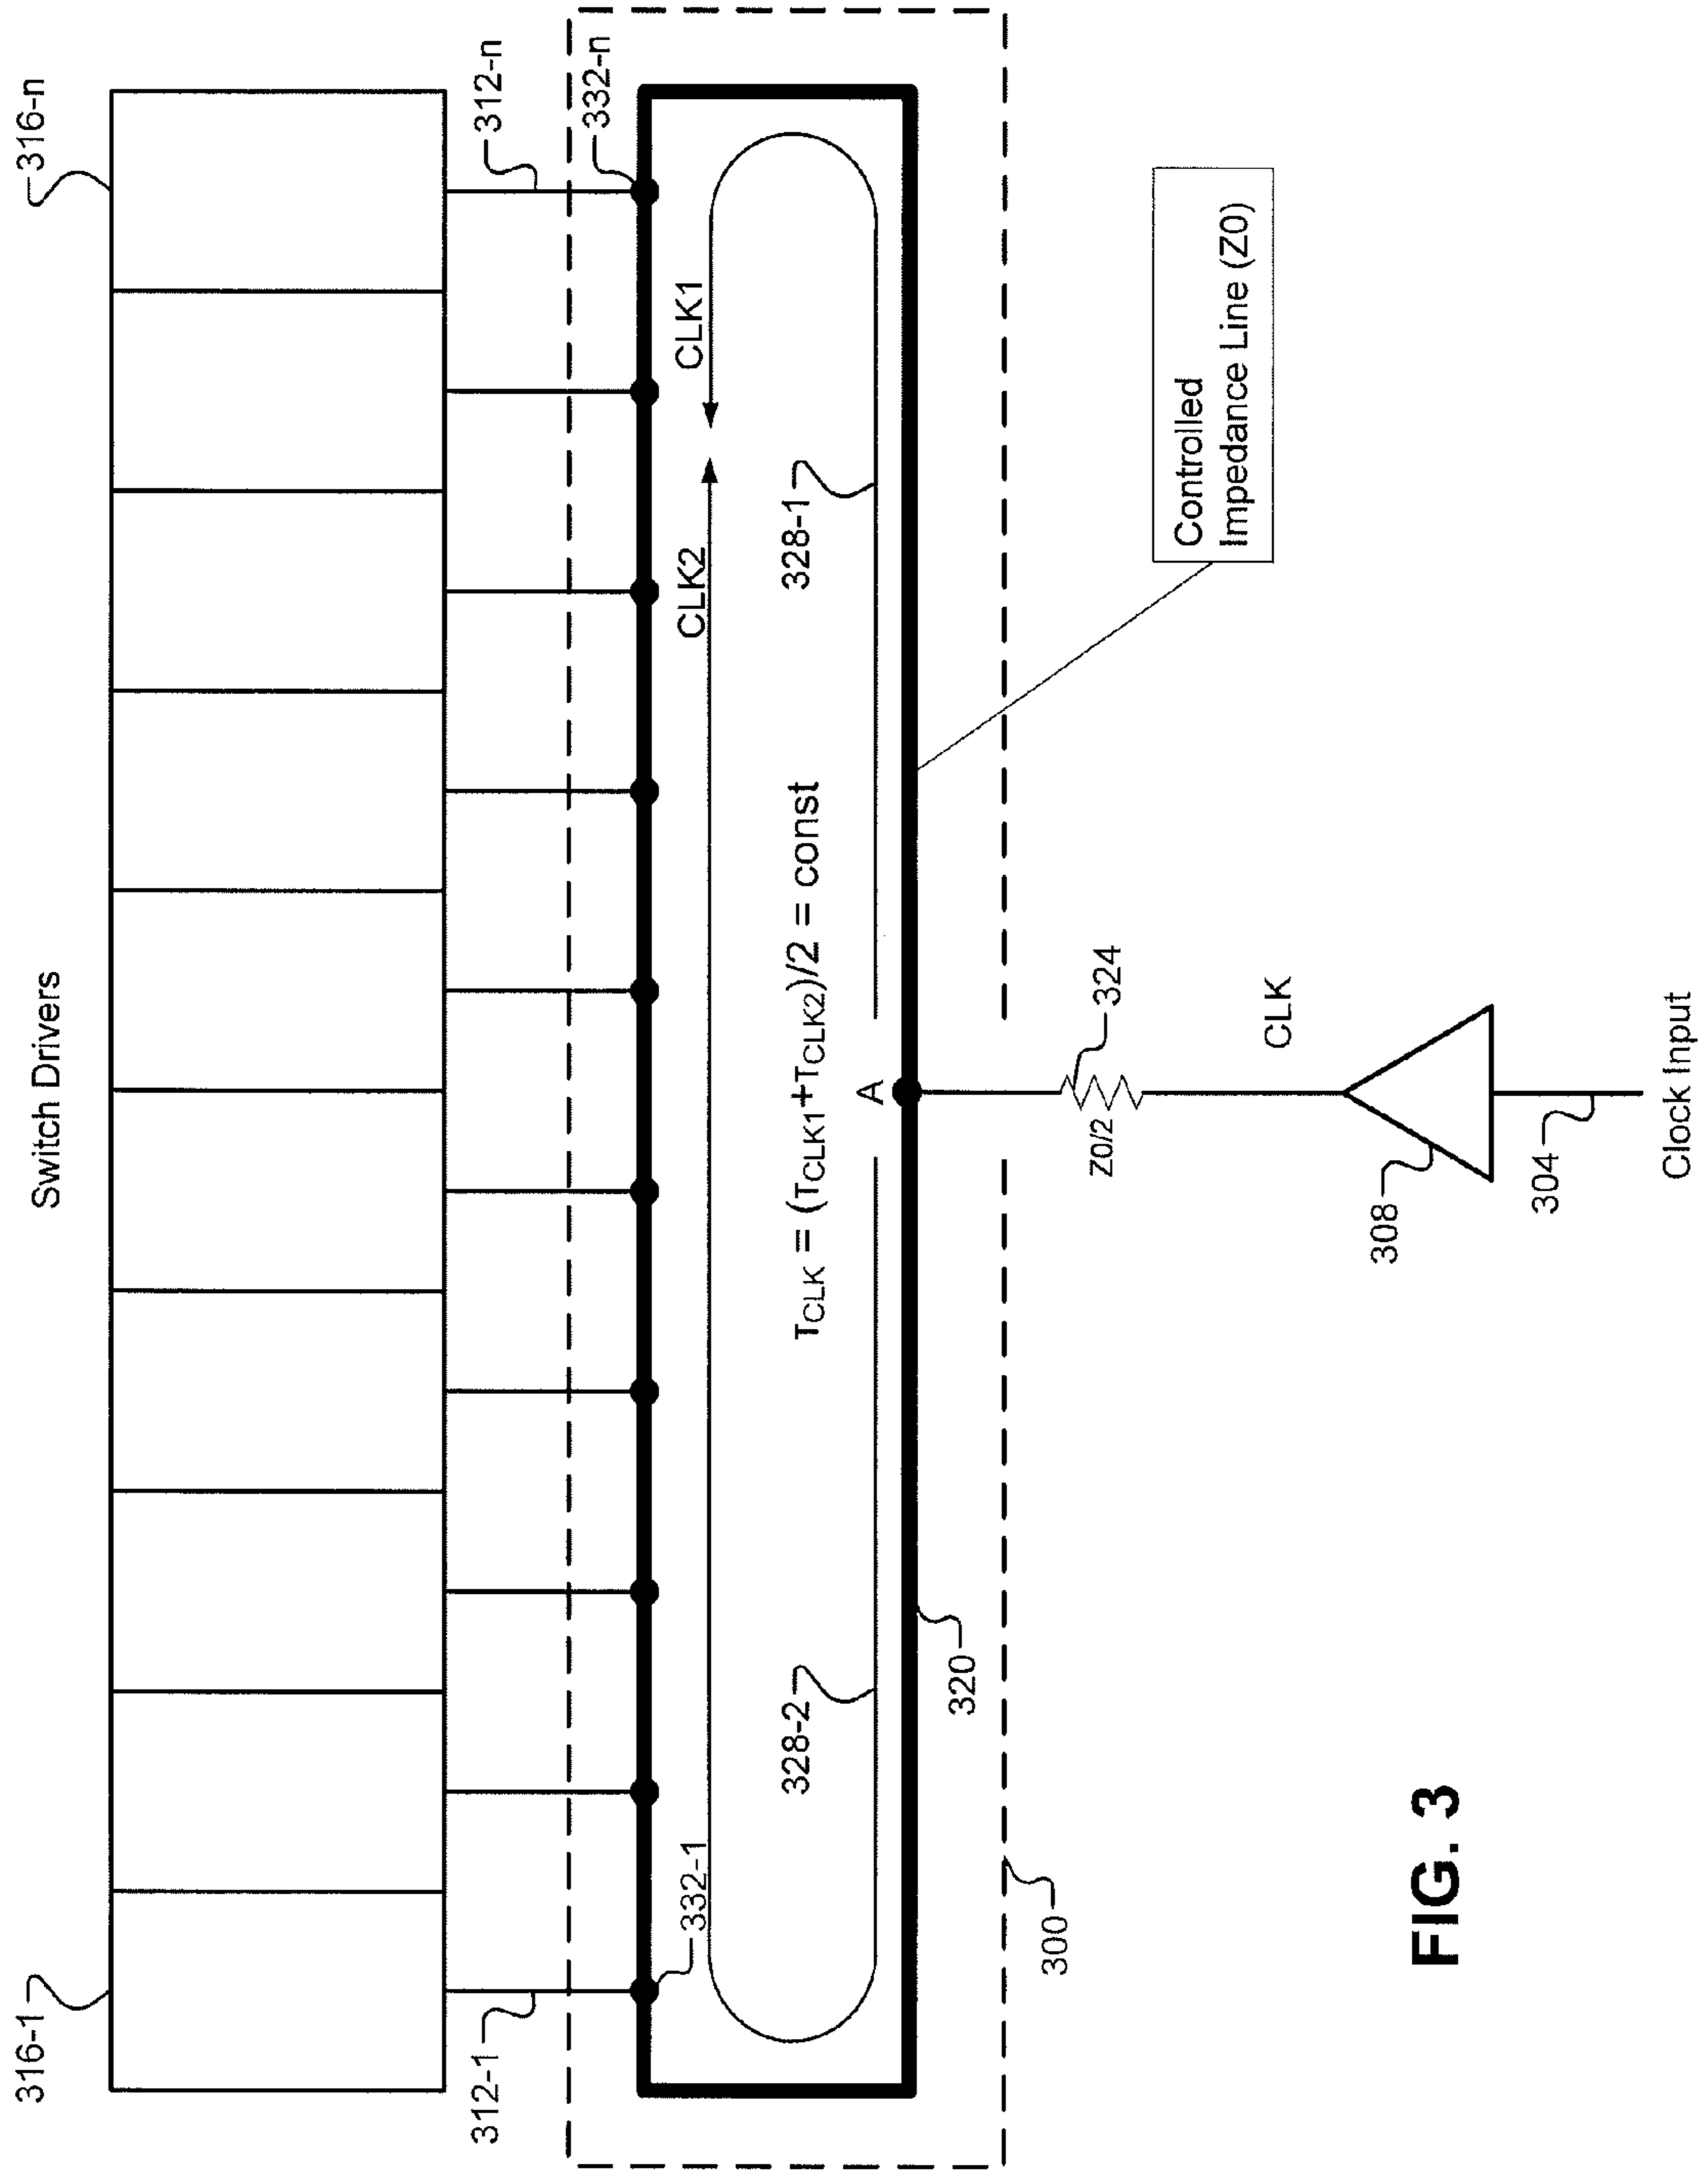 Switch Drivers
316-1
316-n
312-1
312-n
332-1
332-n
CLK2
CLK1
TCLK = (TCLK1+TCLK2)/2 = const
328-2
328-1
A
320
300
Z0/2
324
Controlled
Impedance Line (Z0)
CLK
308
304
Clock Input
FIG. 3